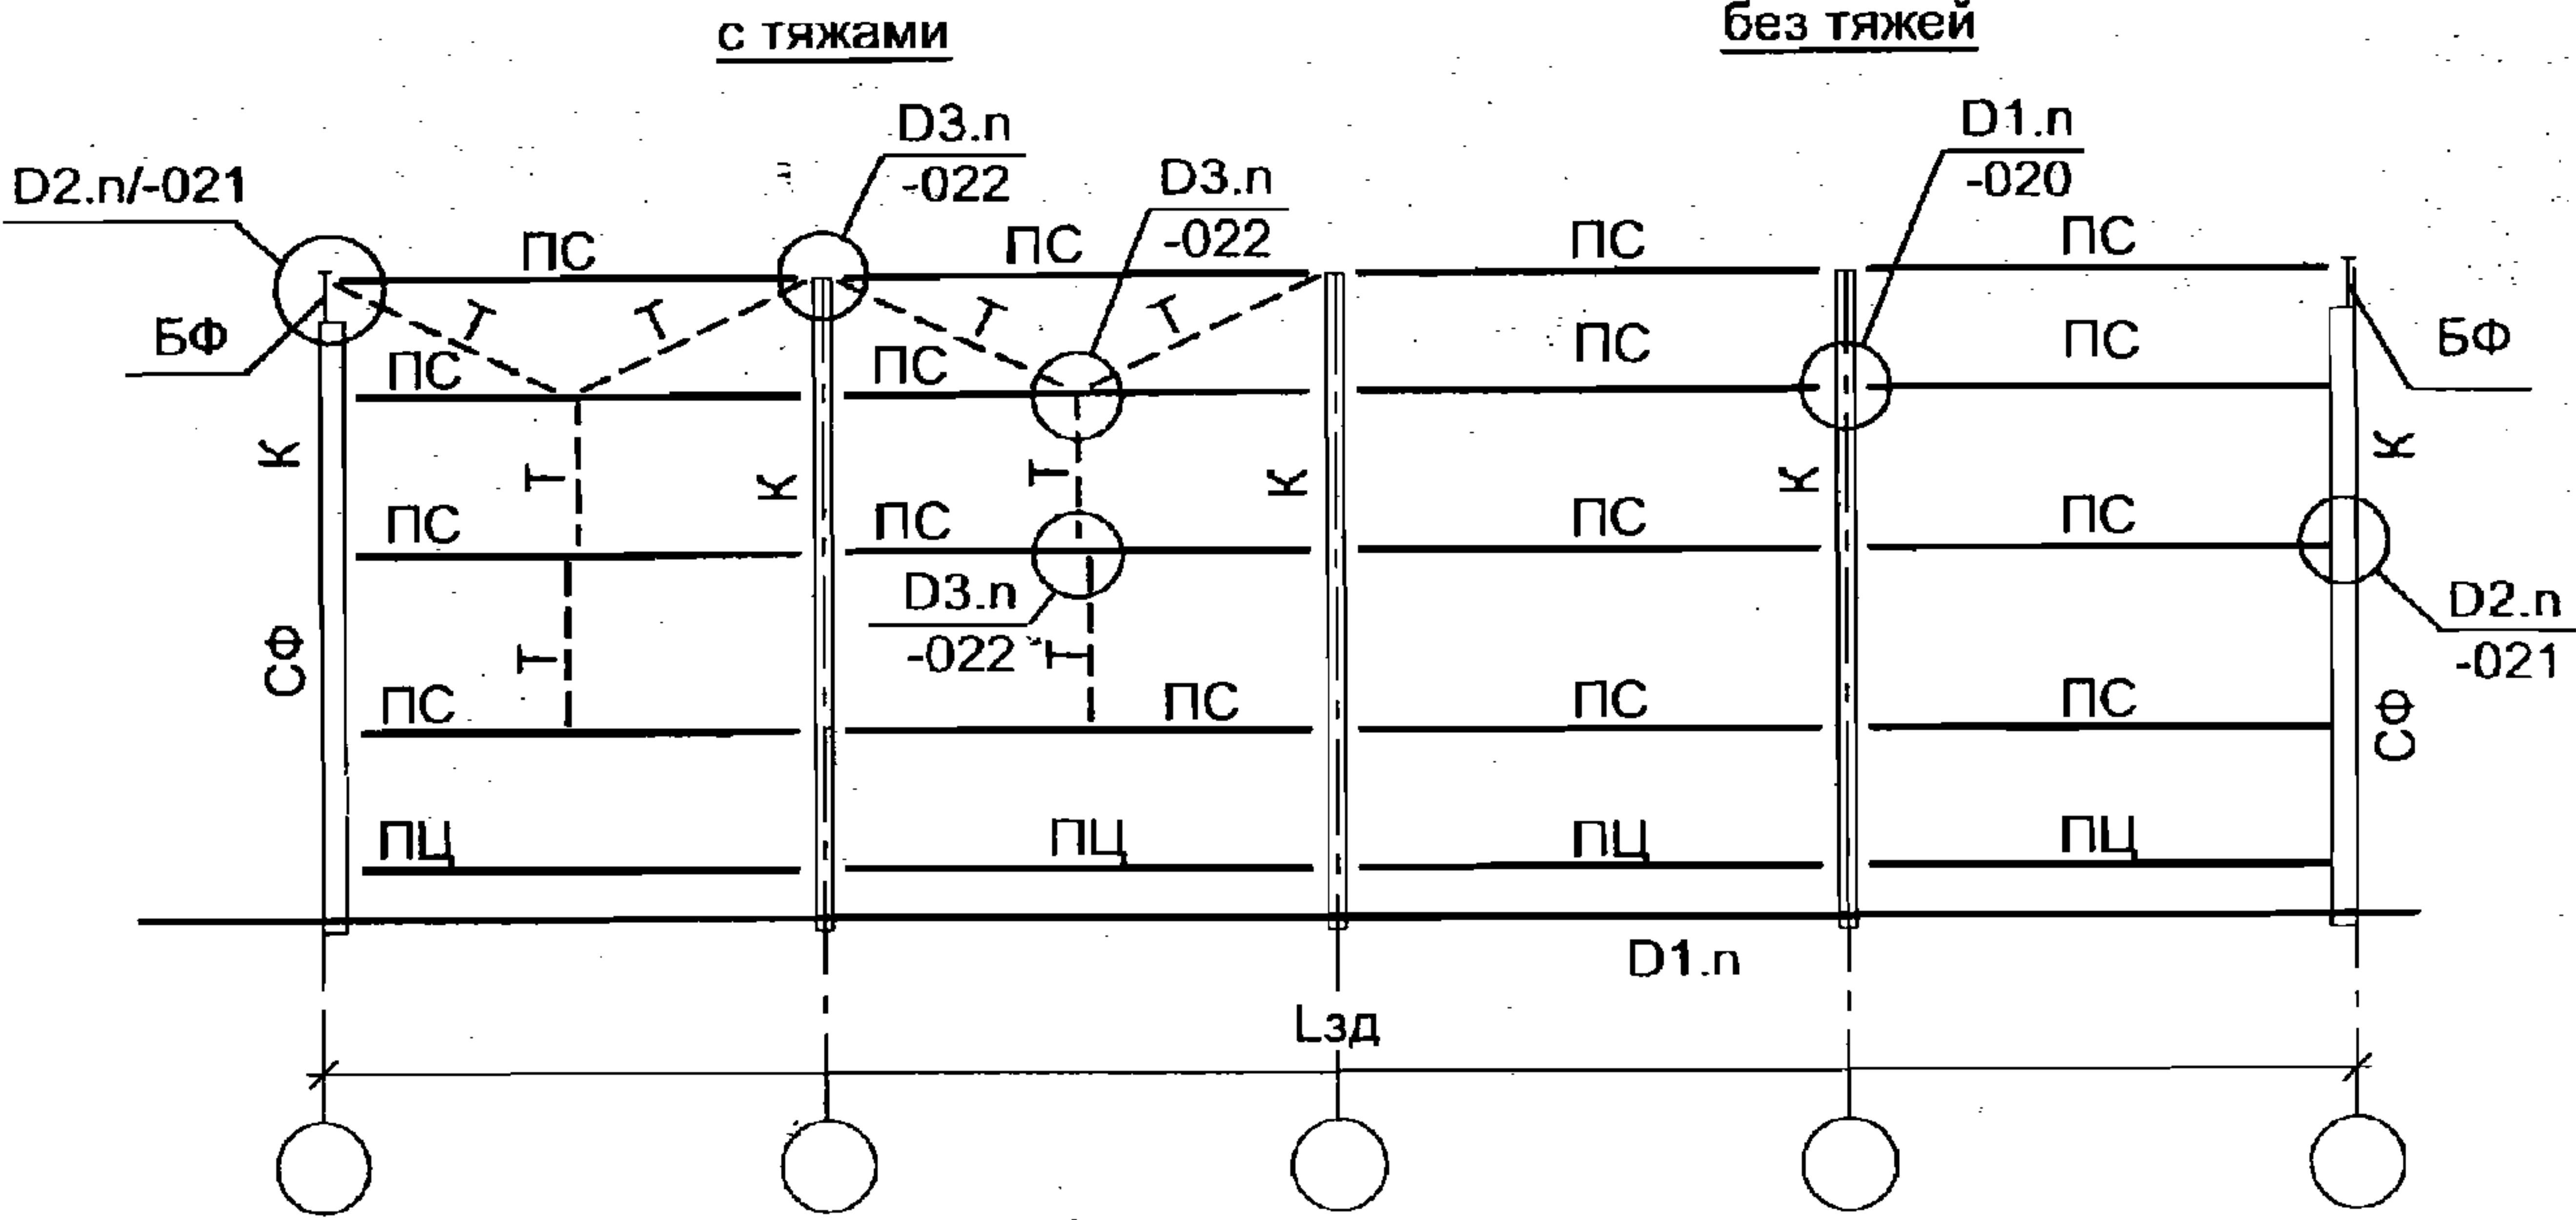 с тяжами
без тяжей
D3.n
-022
D1.n
-020
D2.n/-021
D3.n
-022
ПС
ПС
ПС
ПС
Т
Т
Т
Т
БФ
ПС
ПС
ПС
ПС
БФ
К
Т
К
Т
К
К
К
ПС
ПС
ПС
ПС
D3.n
-022
D2.n
-021
СФ
Т
Т
ПС
ПС
ПС
ПС
СФ
ПЦ
ПЦ
ПЦ
ПЦ
D1.n
Lзд